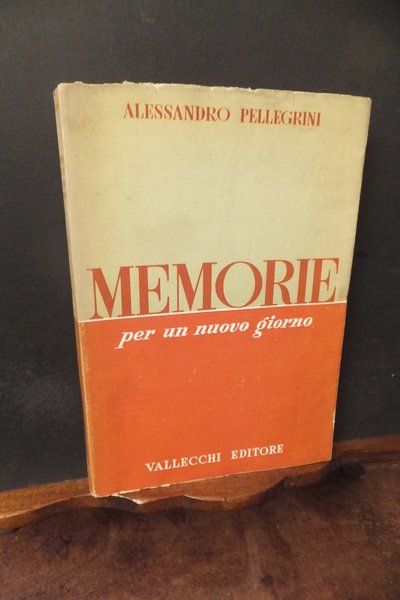 ALESSANDRO PELLEGRINI
MEMORIE
per un nuovo giorno
VALLECCHI EDITORE